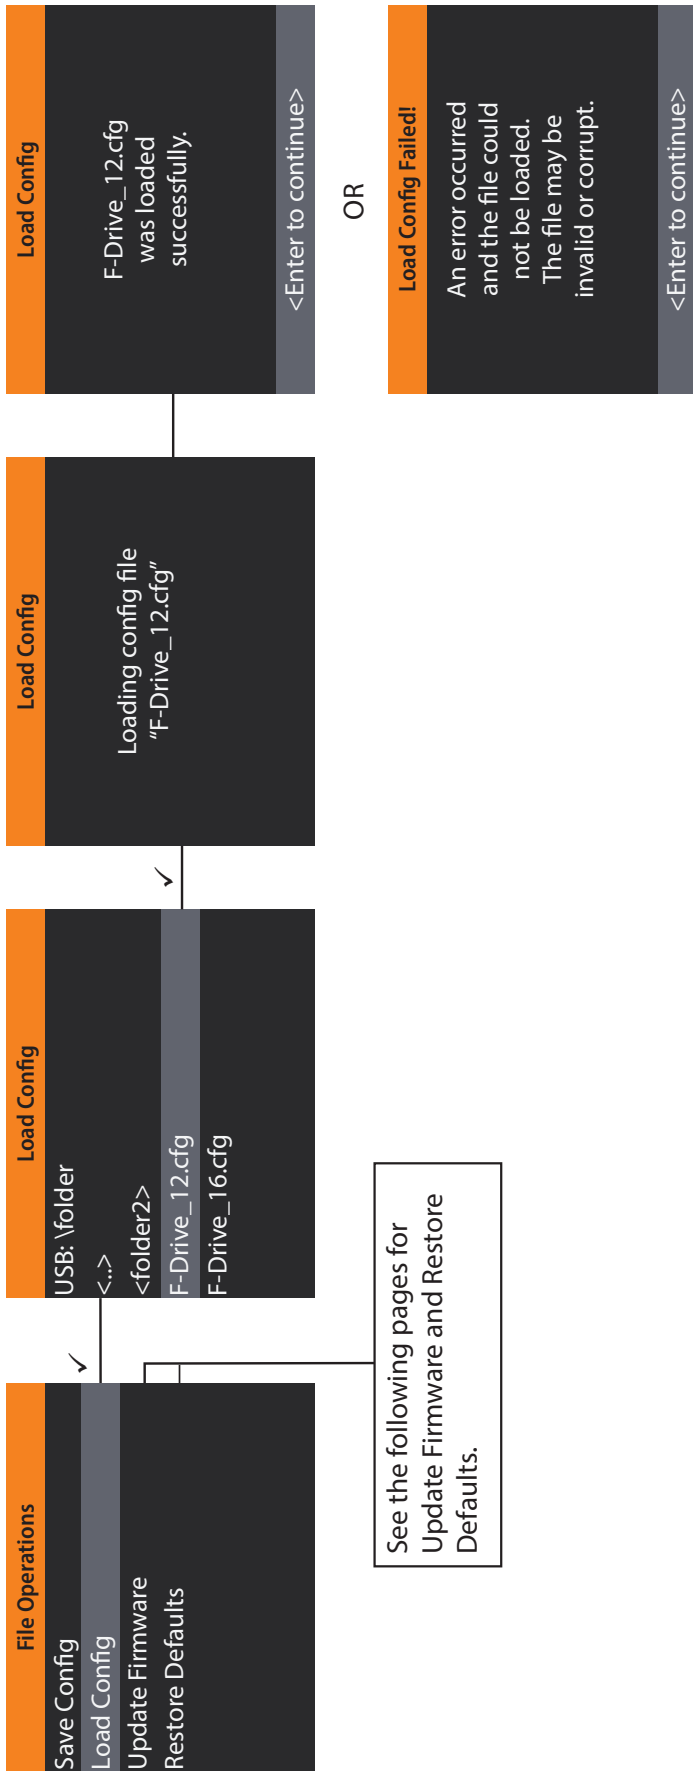 File Operations
Save Config
Load Config
Update Firmware
Restore Defaults
✓
Load Config
USB: \folder
<..>
<folder2>
F-Drive_12.cfg
F-Drive_16.cfg
✓
Load Config
Loading config file
“F-Drive_12.cfg”
Load Config
F-Drive_12.cfg
was loaded
successfully.
<Enter to continue>
OR
Load Config Failed!
An error occurred
and the file could
not be loaded.
The file may be
invalid or corrupt.
<Enter to continue>
See the following pages for
Update Firmware and Restore
Defaults.